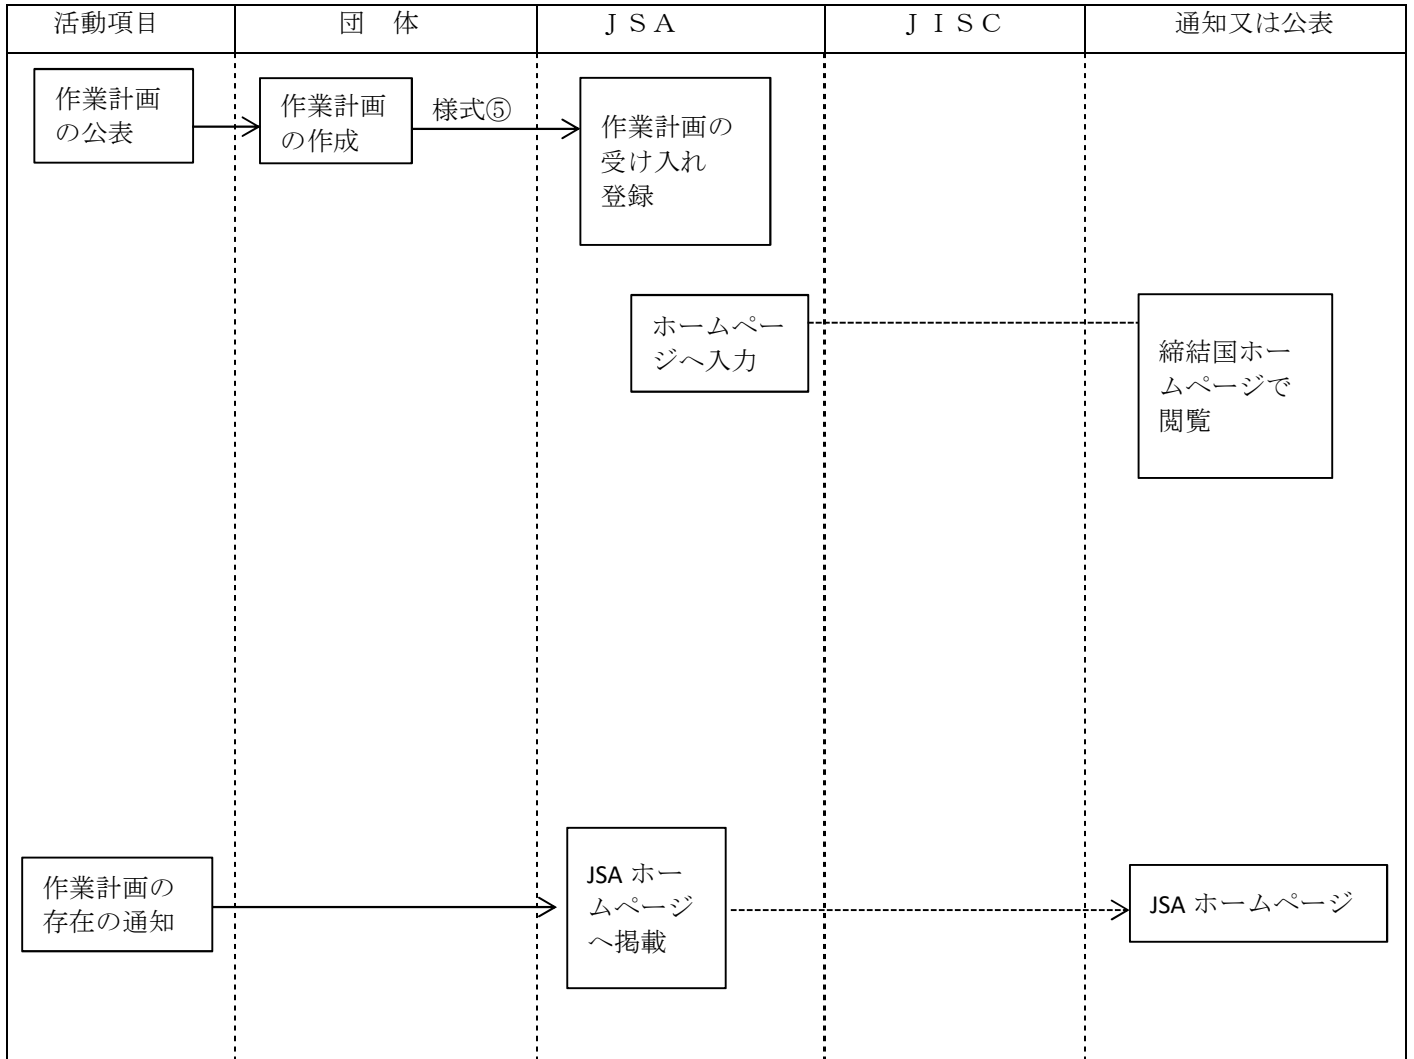 活動項目
団　体
ＪＳＡ
ＪＩＳＣ
通知又は公表
作業計画
の公表
作業計画
の作成
様式⑤
作業計画の
受け入れ
登録
ホームペー
ジへ入力
締結国ホー
ムページで
閲覧
作業計画の
存在の通知
JSA ホー
ムページ
へ掲載
JSA ホームページ